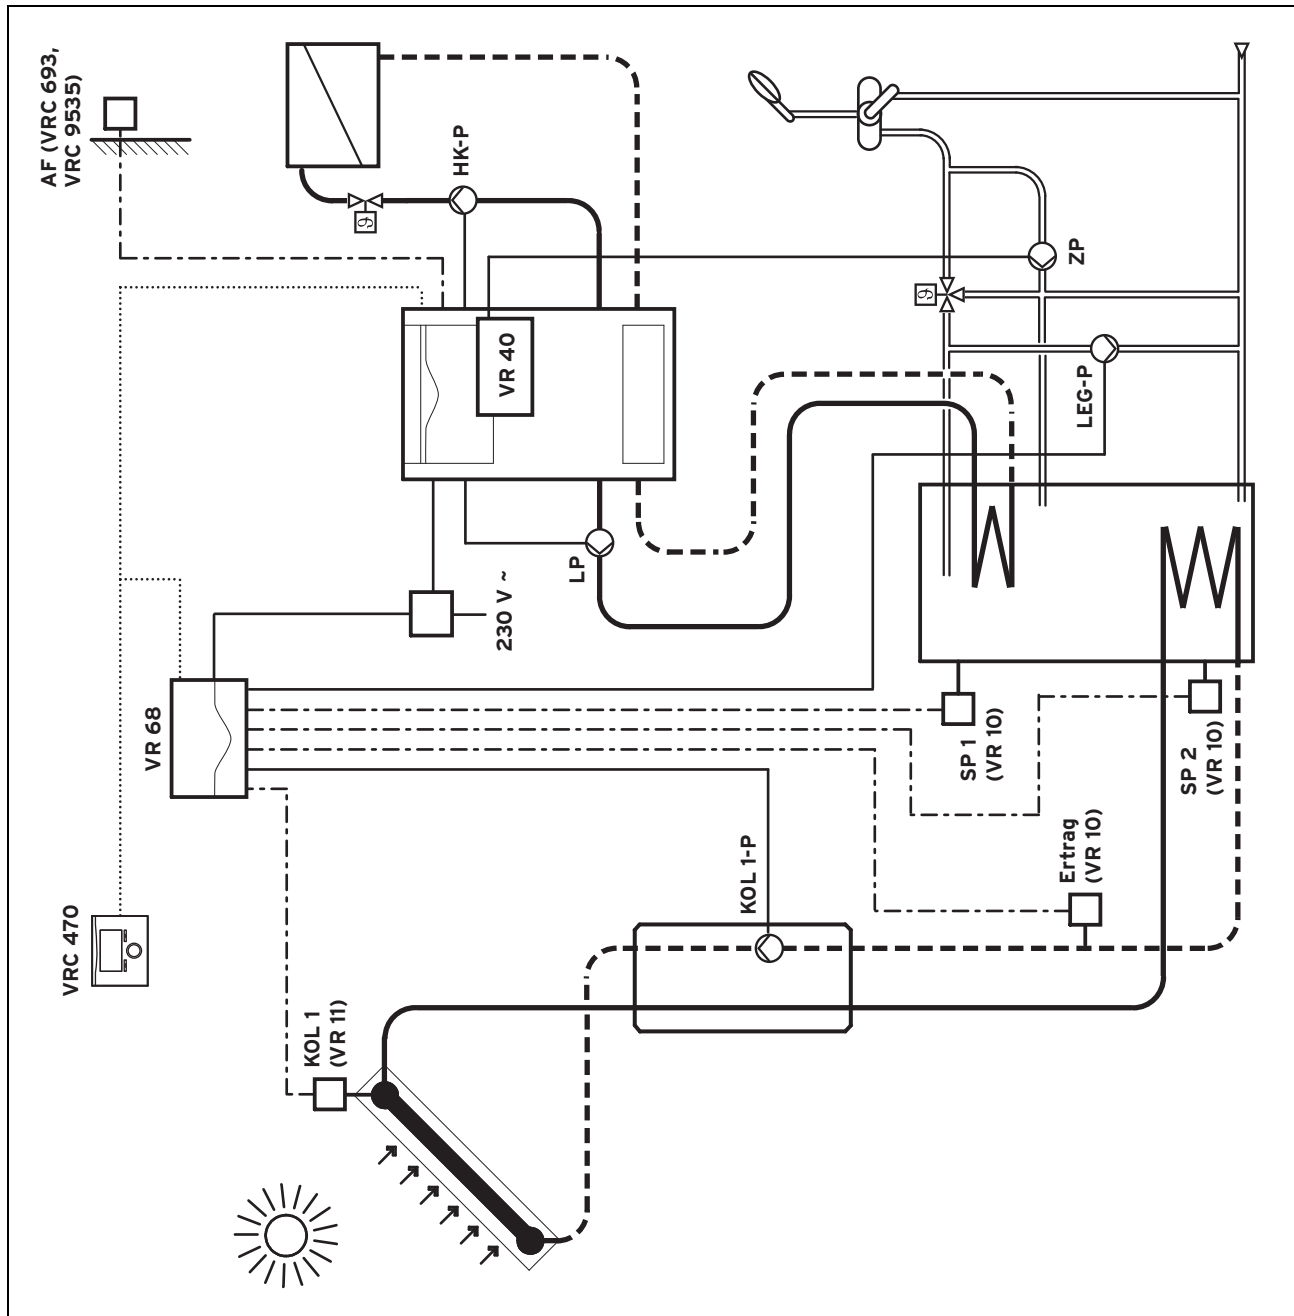 AF (VRC 693,
VRC 9535)
HK-P
ϑ
VR 40
ZP
ϑ
LEG-P
LP
230 V ~
VR 68
SP 1
(VR 10)
SP 2
(VR 10)
Ertrag
(VR 10)
KOL 1-P
VRC 470
KOL 1
(VR 11)